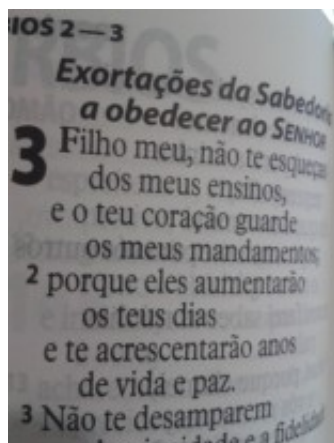 IOS 2 — 3
Exortações da Sabedoria
a obedecer ao SENHOR
3 Filho meu, não te esqueças
dos meus ensinos,
e o teu coração guarde
os meus mandamentos;
2 porque eles aumentarão
os teus dias
e te acrescentarão anos
de vida e paz.
3 Não te desamparem
e a fidelidade